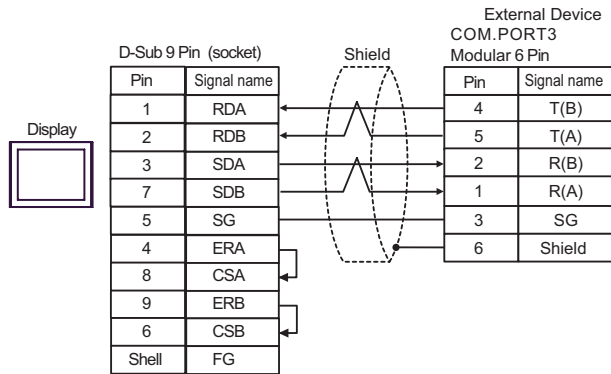 External Device
COM.PORT3
D-Sub 9 Pin (socket)
Shield
Modular 6 Pin
Pin Signal name
Pin Signal name
1 RDA
4 T(B)
Display
2 RDB
5 T(A)
3 SDA
2 R(B)
7 SDB
1 R(A)
5 SG
3 SG
4 ERA
6 Shield
8 CSA
9 ERB
6 CSB
Shell FG